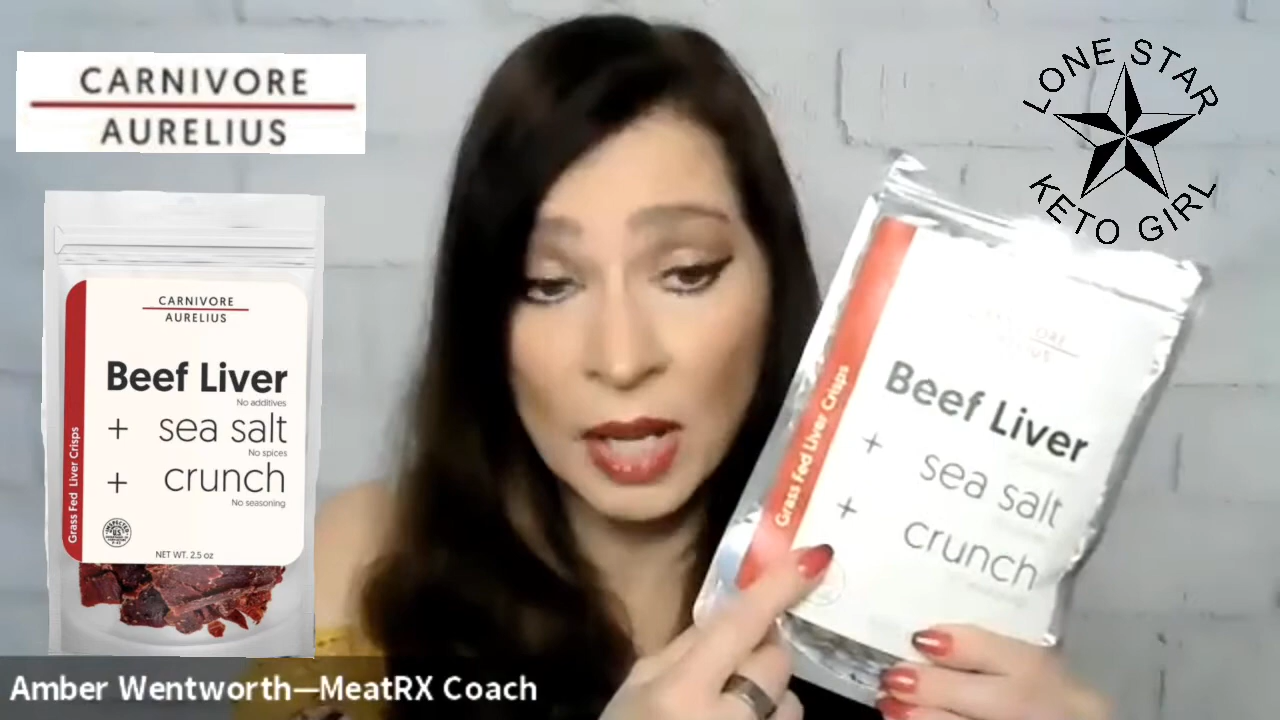 CARNIVORE
AURELIUS
LONE STAR
KETO GIRL
CARNIVORE
AURELIUS
Beef Liver
No additives
+ sea salt
No spices
+ crunch
No seasoning
Grass Fed Liver Crisps
NET WT. 2.5 oz
Beef Liver
+ sea salt
+ crunch
Grass Fed Liver Crisps
Amber Wentworth—MeatRX Coach